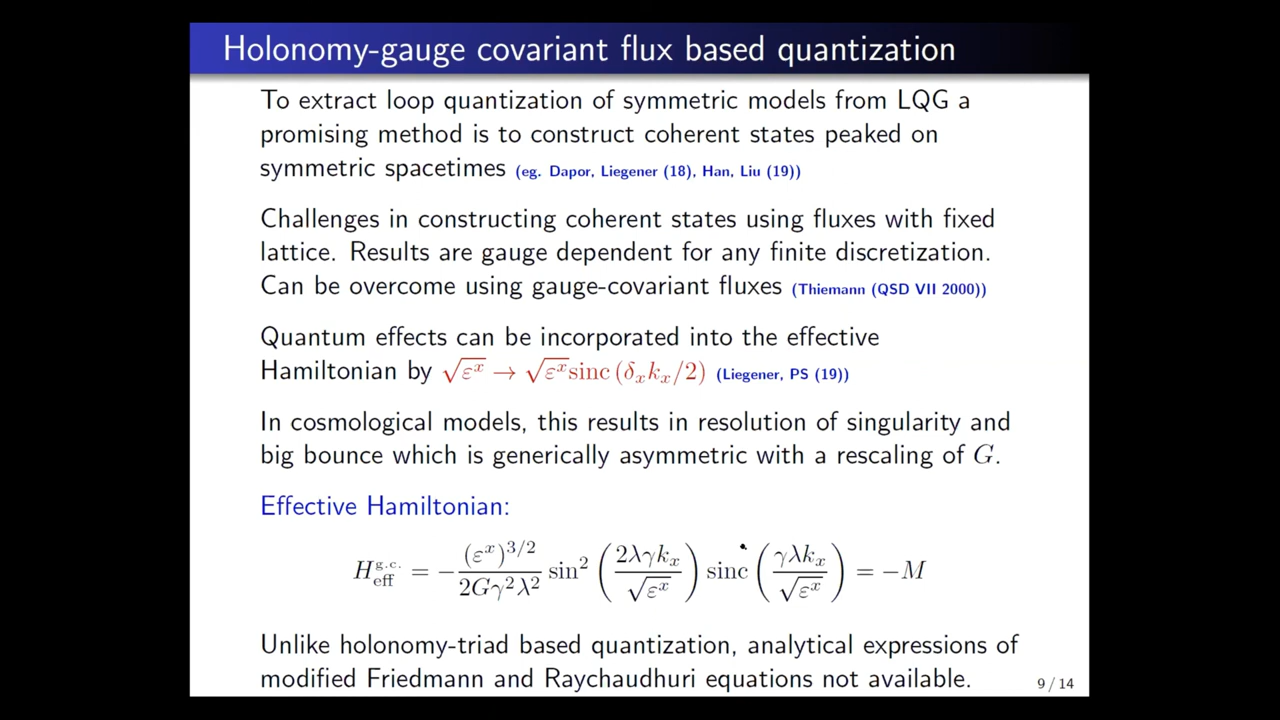 Holonomy-gauge covariant flux based quantization
To extract loop quantization of symmetric models from LQG a
promising method is to construct coherent states peaked on
symmetric spacetimes (eg. Dapor, Liegener (18), Han, Liu (19))
Challenges in constructing coherent states using fluxes with fixed
lattice. Results are gauge dependent for any finite discretization.
Can be overcome using gauge-covariant fluxes (Thiemann (QSD VII 2000))
Quantum effects can be incorporated into the effective
Hamiltonian by √εˣ → √εˣ sinc (δₓkₓ/2) (Liegener, PS (19))
In cosmological models, this results in resolution of singularity and
big bounce which is generically asymmetric with a rescaling of G.
Effective Hamiltonian:
H_eff^g.c. = −(εˣ)^3/2 / 2Gγ²λ² sin² (2λγkₓ / √εˣ) sinc (γλkₓ / √εˣ) = −M
Unlike holonomy-triad based quantization, analytical expressions of
modified Friedmann and Raychaudhuri equations not available.
9 / 14